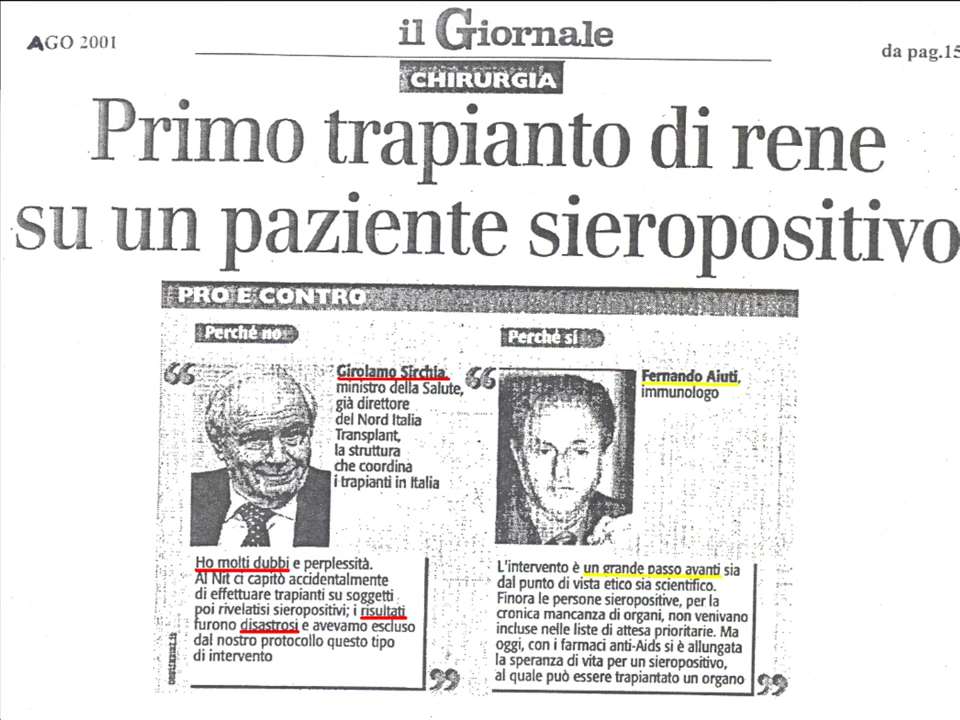 AGO 2001
il Giornale
da pag.15
CHIRURGIA
Primo trapianto di rene
su un paziente sieropositivo
PRO E CONTRO
Perché no
“
Girolamo Sirchia,
ministro della Salute,
già direttore
del Nord Italia
Transplant,
la struttura
che coordina
i trapianti in Italia
Ho molti dubbi e perplessità.
Al Nit ci capitò accidentalmente
di effettuare trapianti su soggetti
poi rivelatisi sieropositivi; i risultati
furono disastrosi e avevamo escluso
dal nostro protocollo questo tipo
di intervento
”
Perché sì
“
Fernando Aiuti,
immunologo
L'intervento è un grande passo avanti sia
dal punto di vista etico sia scientifico.
Finora le persone sieropositive, per la
cronica mancanza di organi, non venivano
incluse nelle liste di attesa prioritarie. Ma
oggi, con i farmaci anti-Aids si è allungata
la speranza di vita per un sieropositivo,
al quale può essere trapiantato un organo
”